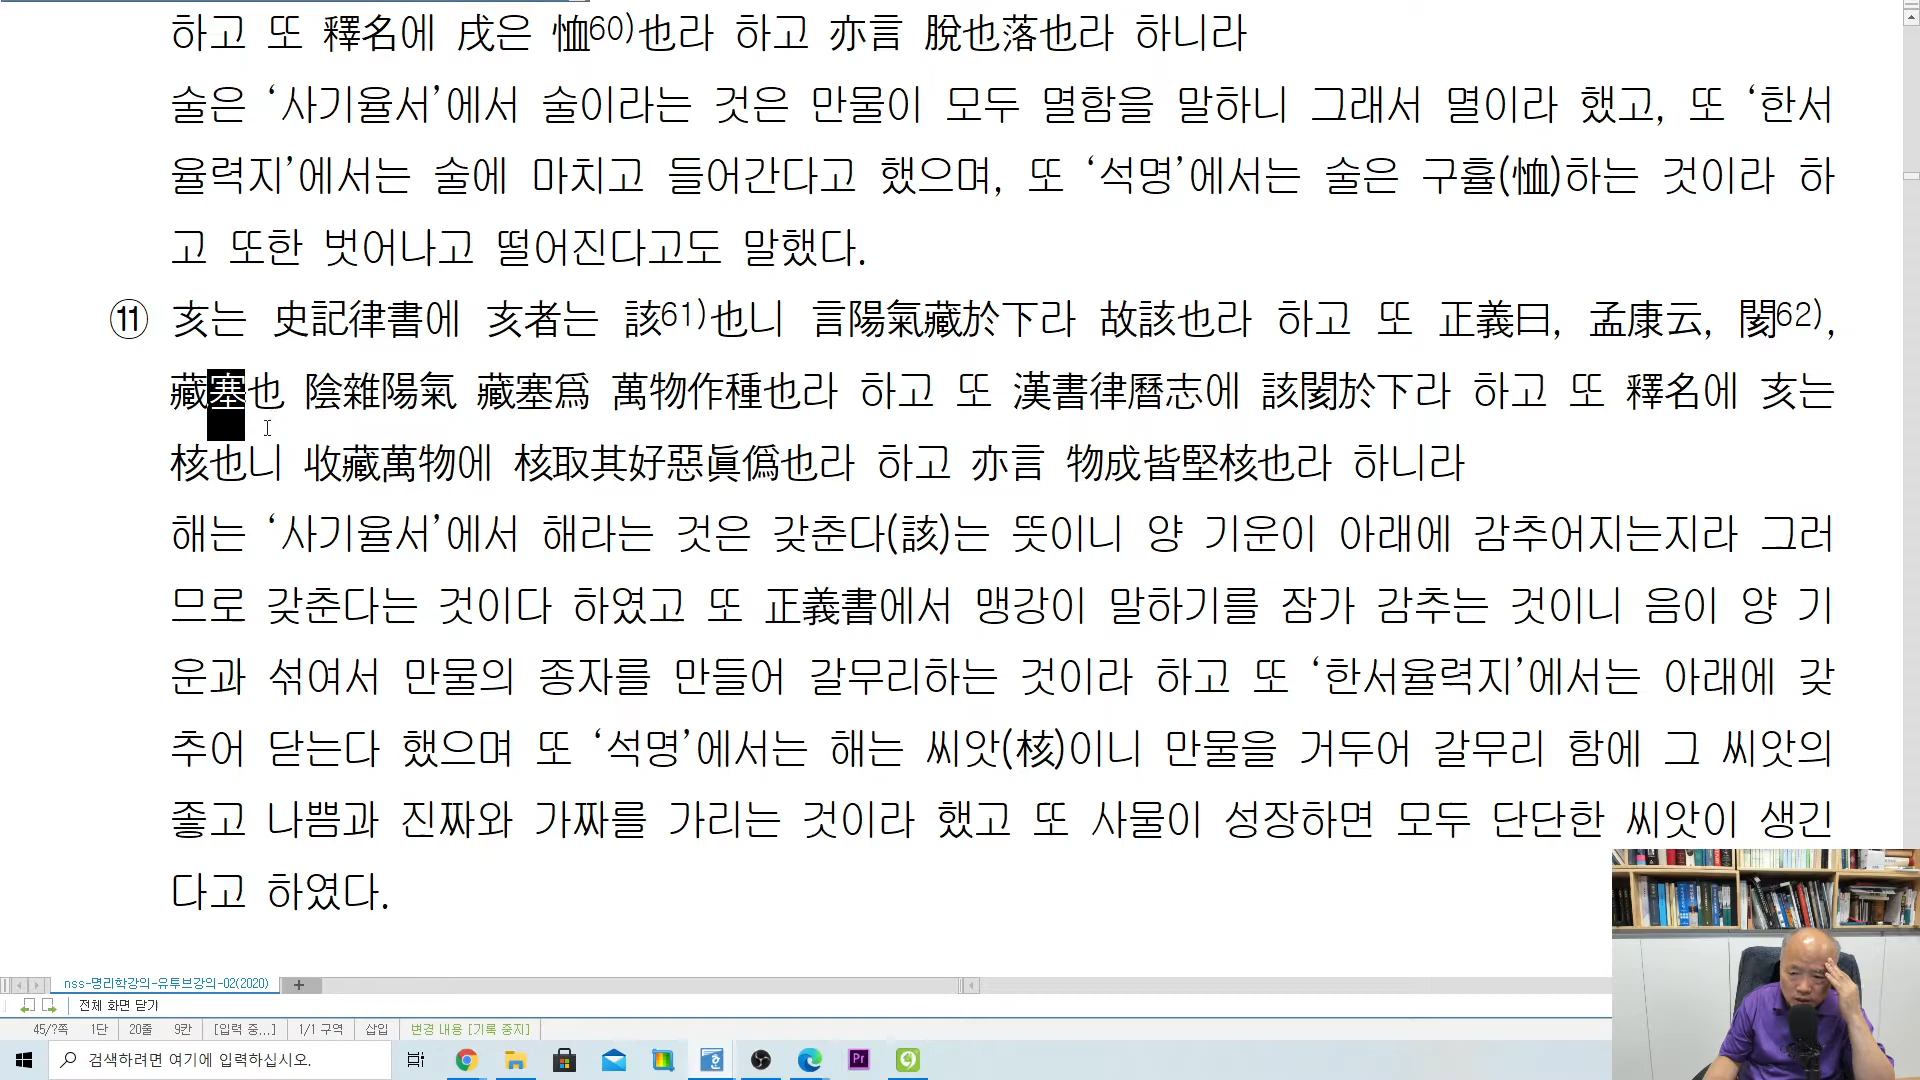 하고 또 釋名에 戌은 恤60)也라 하고 亦言 脫也落也라 하니라
술은 ‘사기율서’에서 술이라는 것은 만물이 모두 멸함을 말하니 그래서 멸이라 했고, 또 ‘한서
율력지’에서는 술에 마치고 들어간다고 했으며, 또 ‘석명’에서는 술은 구휼(恤)하는 것이라 하
고 또한 벗어나고 떨어진다고도 말했다.
⑪ 亥는 史記律書에 亥者는 該61)也니 言陽氣藏於下라 故該也라 하고 또 正義曰, 孟康云, 閡62),
藏塞也 陰雜陽氣 藏塞爲 萬物作種也라 하고 또 漢書律曆志에 該閡於下라 하고 또 釋名에 亥는
核也니 收藏萬物에 核取其好惡眞僞也라 하고 亦言 物成皆堅核也라 하니라
해는 ‘사기율서’에서 해라는 것은 갖춘다(該)는 뜻이니 양 기운이 아래에 감추어지는지라 그러
므로 갖춘다는 것이다 하였고 또 正義書에서 맹강이 말하기를 잠가 감추는 것이니 음이 양 기
운과 섞여서 만물의 종자를 만들어 갈무리하는 것이라 하고 또 ‘한서율력지’에서는 아래에 갖
추어 닫는다 했으며 또 ‘석명’에서는 해는 씨앗(核)이니 만물을 거두어 갈무리 함에 그 씨앗의
좋고 나쁨과 진짜와 가짜를 가리는 것이라 했고 또 사물이 성장하면 모두 단단한 씨앗이 생긴
다고 하였다.
nss-명리학강의-유투브강의-02(2020)
전체 화면 닫기
45/?쪽 1단 20줄 9칸 [입력 중...] 1/1 구역 삽입 변경 내용 [기록 중지]
검색하려면 여기에 입력하십시오.
Pr